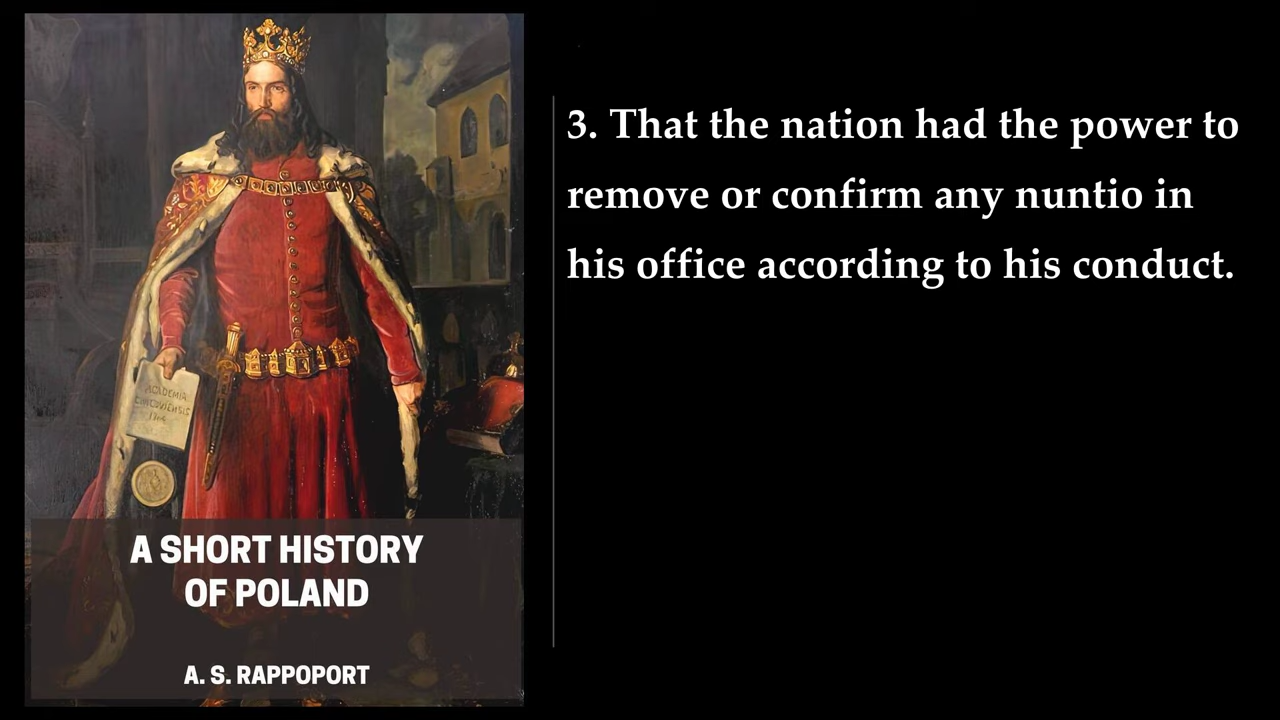 3. That the nation had the power to
remove or confirm any nuntio in
his office according to his conduct.
ACADEMIA
A SHORT HISTORY
OF POLAND
A. S. RAPPOPORT